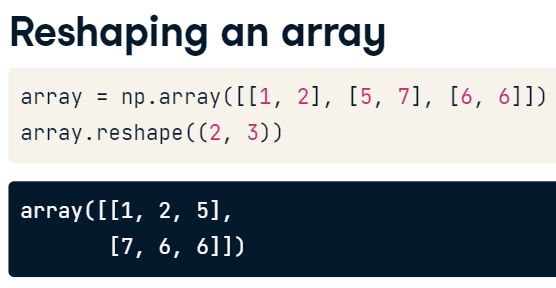 Reshaping an array
array = np.array([[1, 2], [5, 7], [6, 6]])
array.reshape((2, 3))
array([[1, 2, 5],
       [7, 6, 6]])